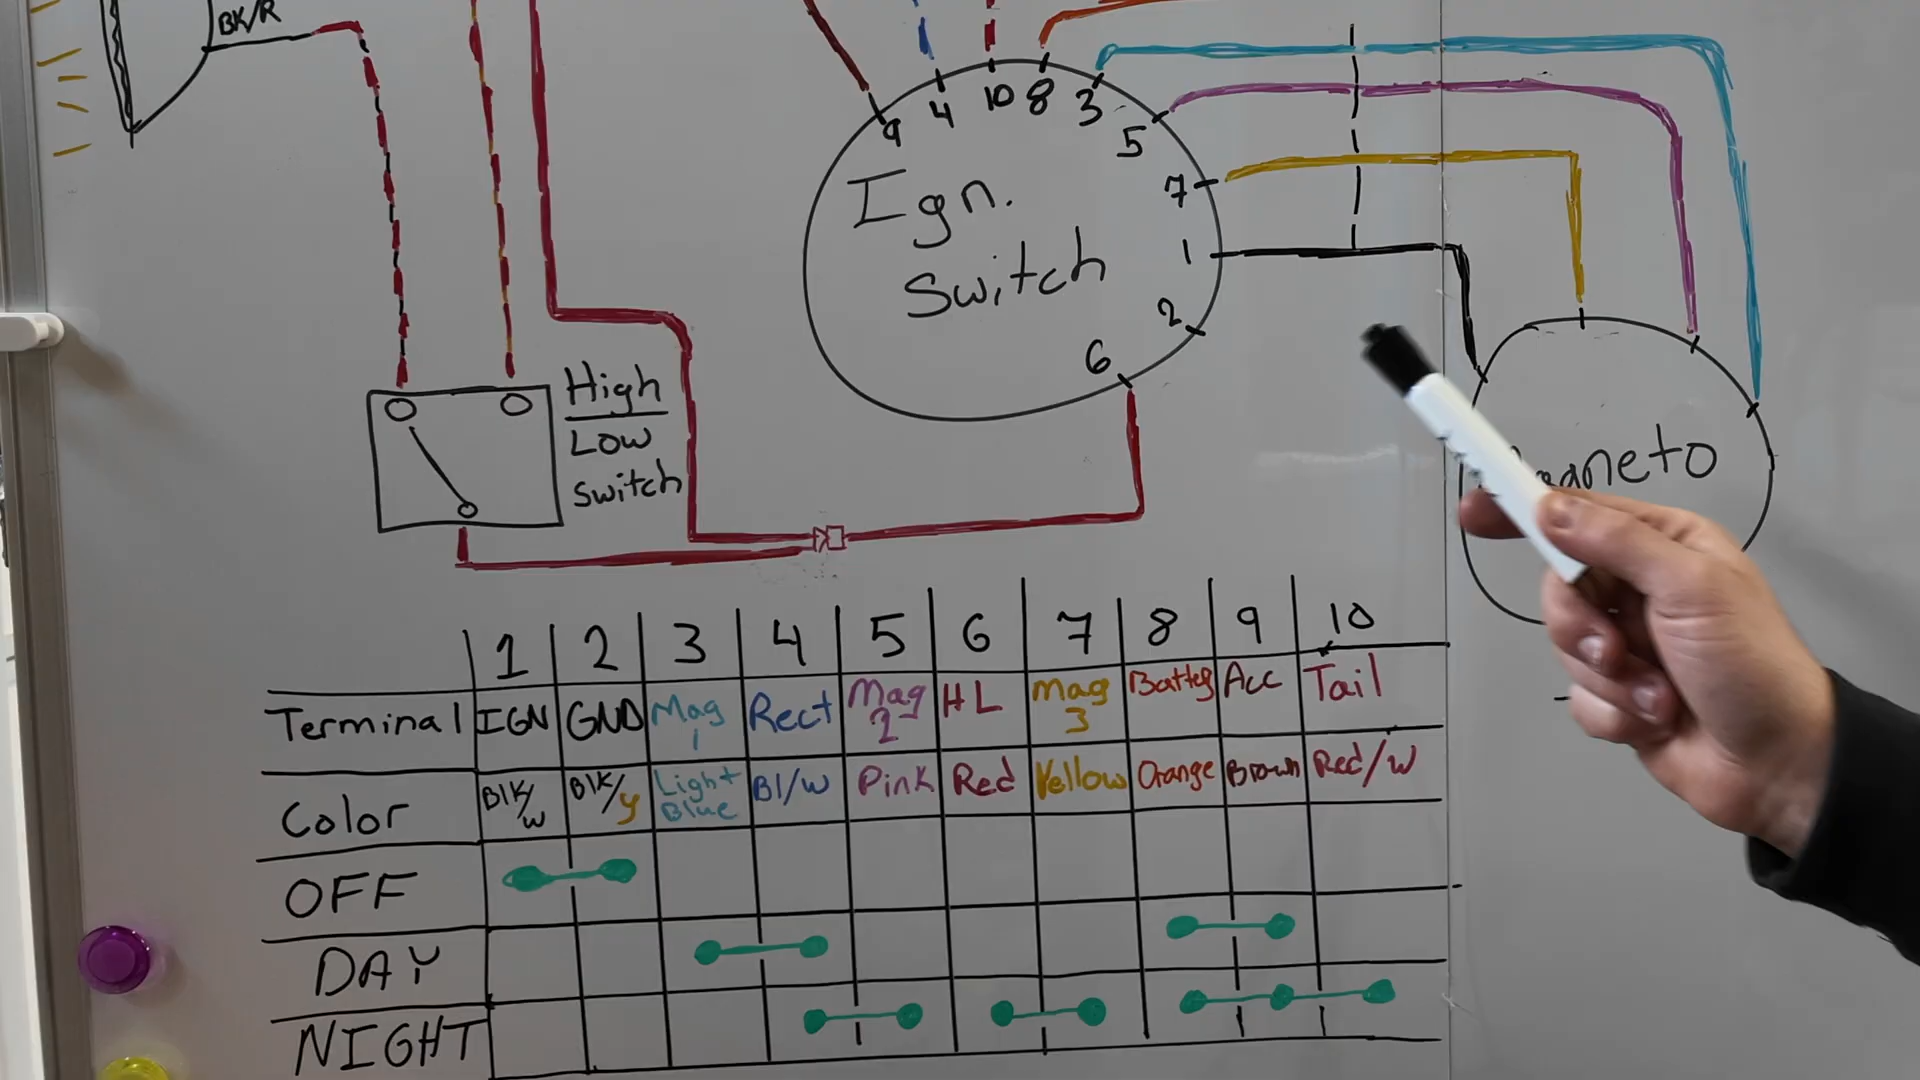 BK/R
9 4 10 8 3 5 7 1 2 6
Ign.
Switch
High
Low
Switch
1 2 3 4 5 6 7 8 9 10
Terminal IGN GND Mag 1 Rect Mag 2 HL Mag 3 Acc Tail
Color Blk/w Blk/y Light Blue Bl/w Pink Red Yellow Orange Brown Red/w
OFF
DAY
NIGHT